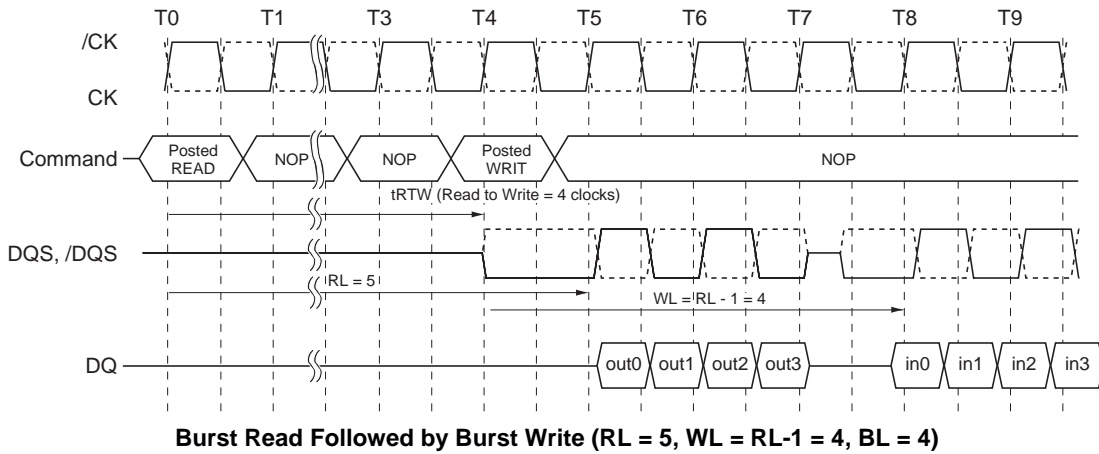 T0 T1 T3 T4 T5 T6 T7 T8 T9
/CK
CK
Command
Posted
READ
NOP
NOP
Posted
WRIT
NOP
tRTW (Read to Write = 4 clocks)
DQS, /DQS
RL = 5
WL = RL - 1 = 4
DQ
out0 out1 out2 out3 in0 in1 in2 in3
Burst Read Followed by Burst Write (RL = 5, WL = RL-1 = 4, BL = 4)